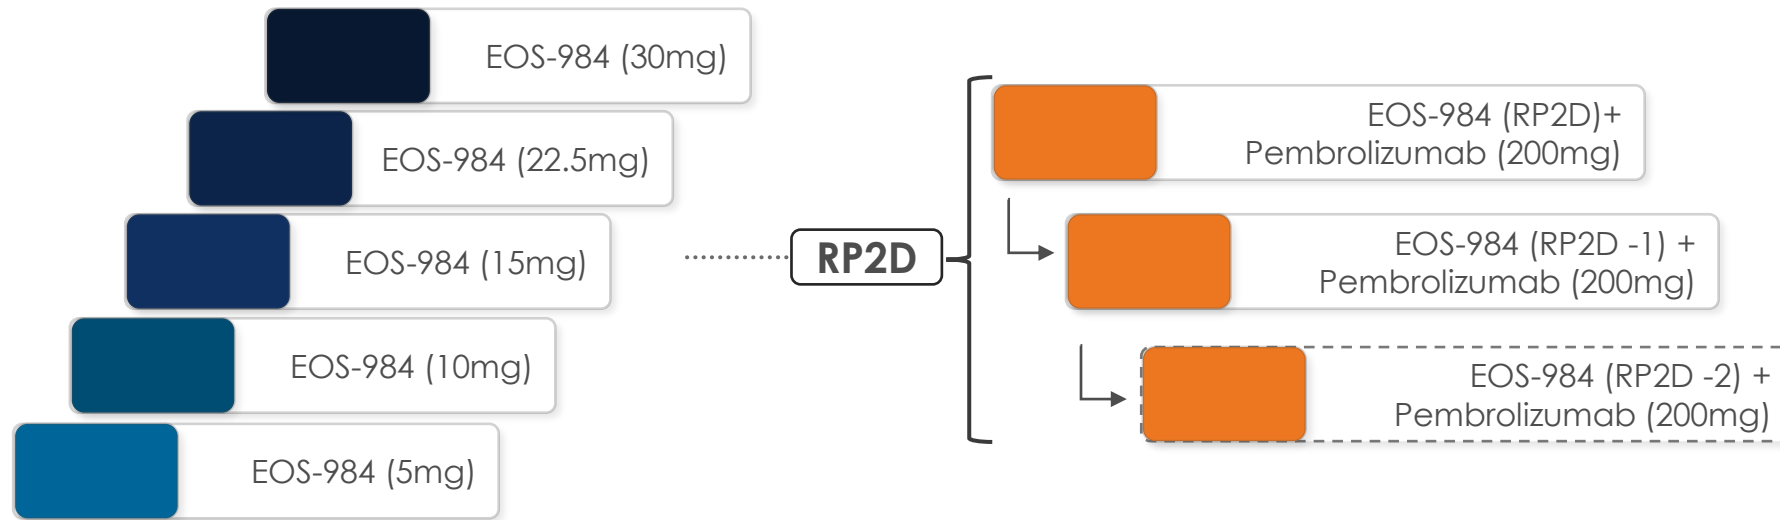 EOS-984 (30mg)
EOS-984 (22.5mg)
EOS-984 (15mg)
EOS-984 (10mg)
EOS-984 (5mg)
RP2D
EOS-984 (RP2D)+
Pembrolizumab (200mg)
EOS-984 (RP2D -1) +
Pembrolizumab (200mg)
EOS-984 (RP2D -2) +
Pembrolizumab (200mg)